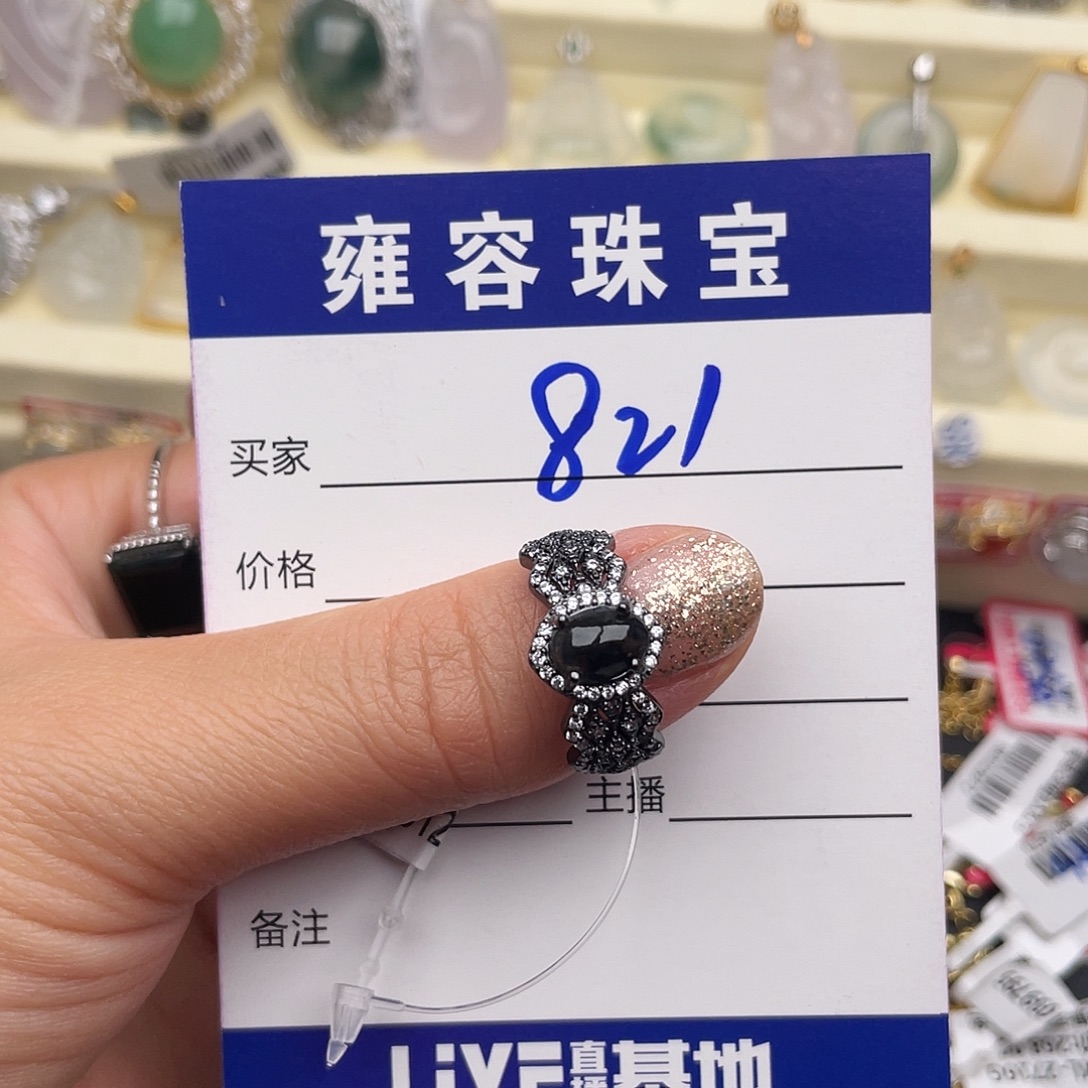 雍容珠宝
买家 821
价格
主播
备注
LiVE直播基地